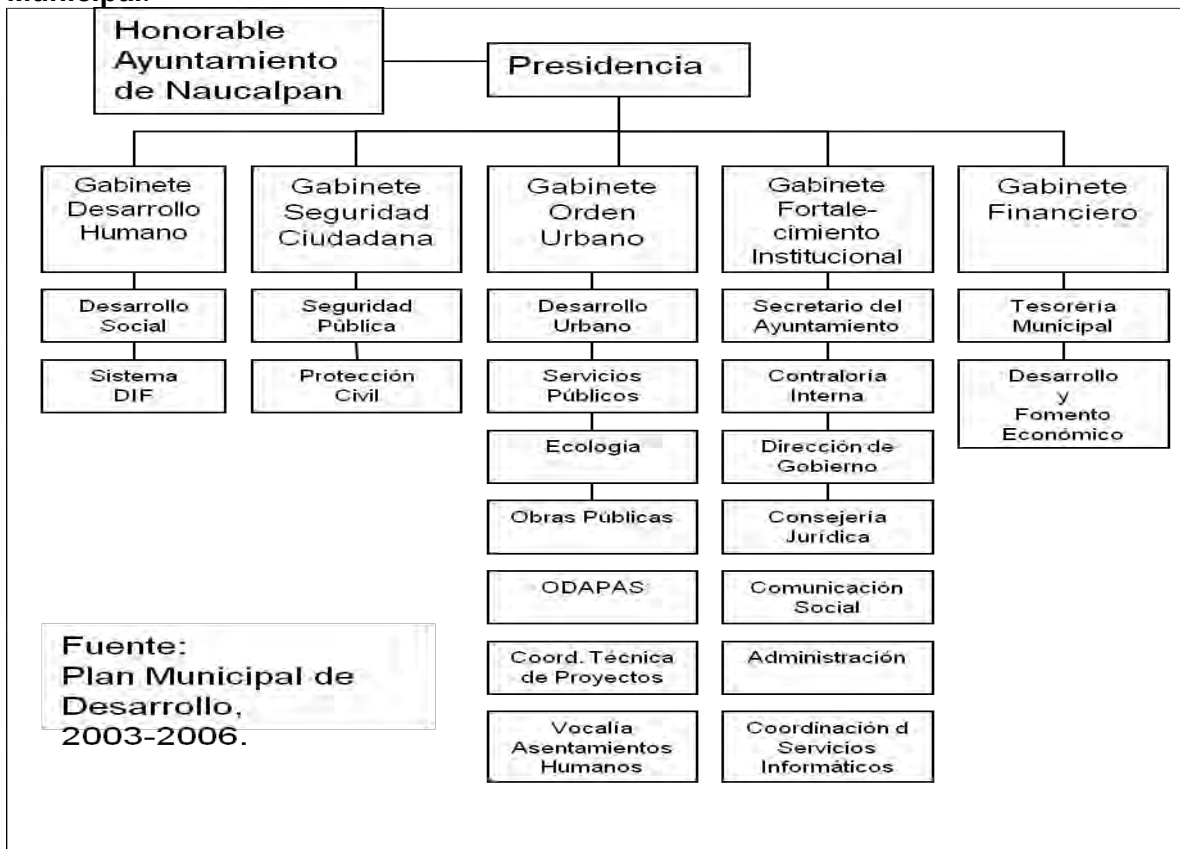 Municipal.
Honorable
Ayuntamiento
de Naucalpan
Presidencia
Gabinete
Desarrollo
Humano
Gabinete
Seguridad
Ciudadana
Gabinete
Orden
Urbano
Gabinete
Fortale-
cimiento
Institucional
Gabinete
Financiero
Desarrollo
Social
Seguridad
Pública
Desarrollo
Urbano
Secretario del
Ayuntamiento
Tesorería
Municipal
Sistema
DIF
Protección
Civil
Servicios
Públicos
Contraloría
Interna
Desarrollo
y
Fomento
Económico
Ecología
Dirección de
Gobierno
Obras Públicas
Consejería
Jurídica
ODAPAS
Comunicación
Social
Coord. Técnica
de Proyectos
Administración
Vocalía
Asentamientos
Humanos
Coordinación d
Servicios
Informáticos
Fuente:
Plan Municipal de
Desarrollo,
2003-2006.